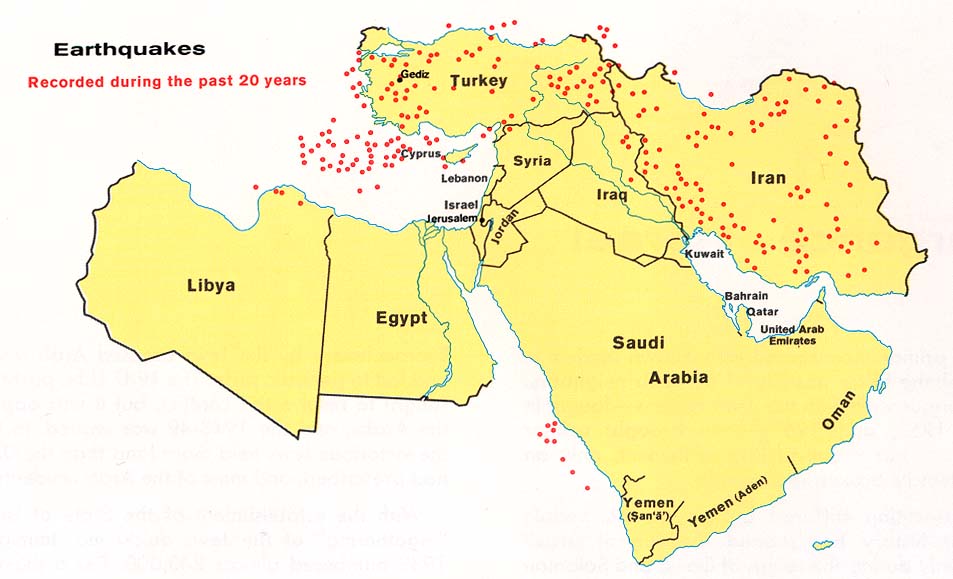 Earthquakes
Recorded during the past 20 years
Gediz
Turkey
Cyprus
Syria
Lebanon
Iran
Israel
Iraq
Jerusalem
Jordan
Kuwait
Libya
Bahrain
Egypt
Qatar
United Arab
Emirates
Saudi
Arabia
Oman
Yemen
(Şan'ā')
Yemen (Aden)